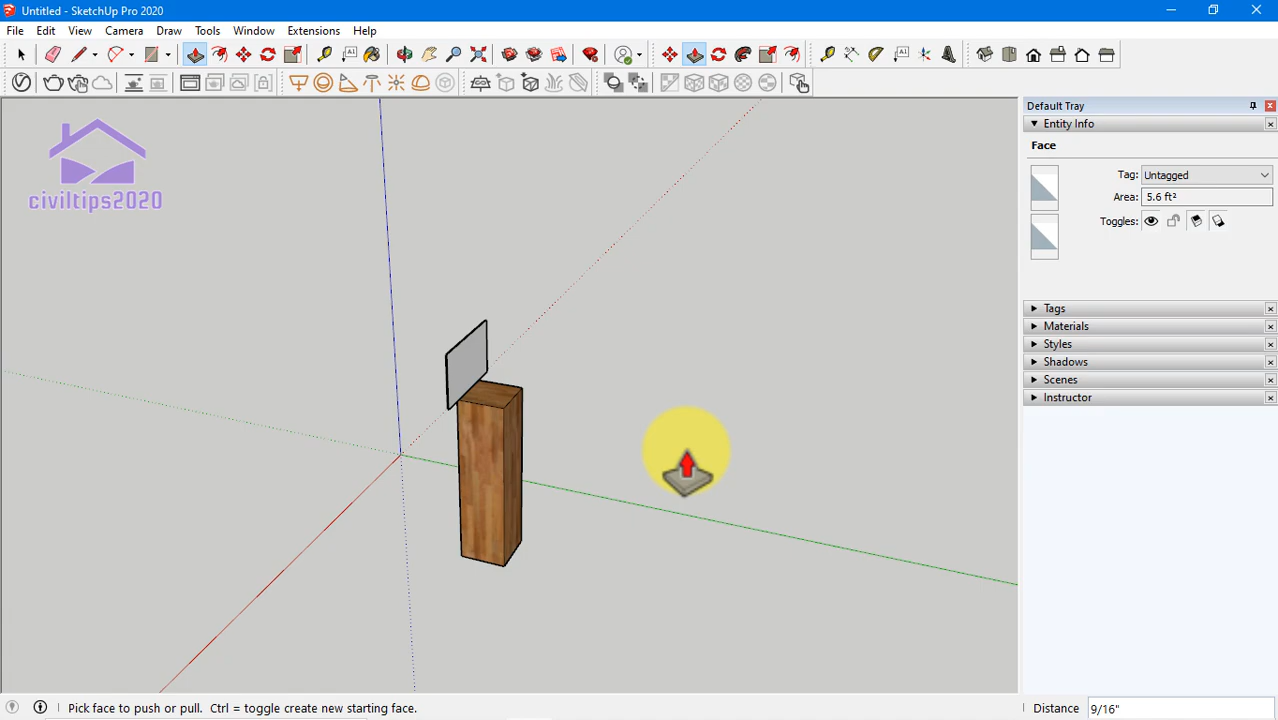 Untitled - SketchUp Pro 2020
File Edit View Camera Draw Tools Window Extensions Help
civiltips2020
Default Tray
Entity Info
Face
Tag: Untagged
Area: 5.6 ft²
Toggles:
Tags
Materials
Styles
Shadows
Scenes
Instructor
Pick face to push or pull. Ctrl = toggle create new starting face.
Distance 9/16"